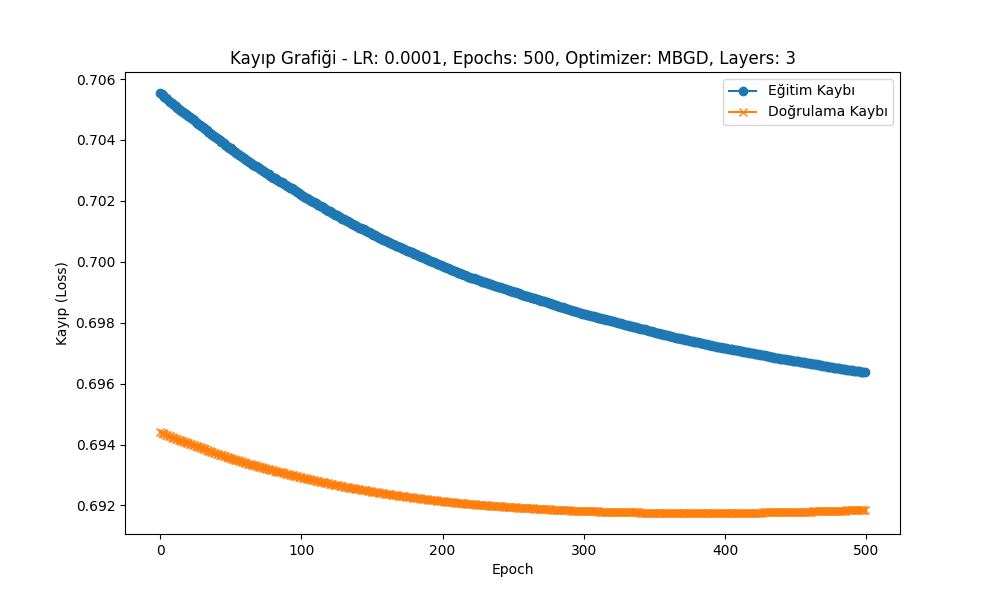 Kayıp Grafiği - LR: 0.0001, Epochs: 500, Optimizer: MBGD, Layers: 3
Eğitim Kaybı
Doğrulama Kaybı
Kayıp (Loss)
0.706
0.704
0.702
0.700
0.698
0.696
0.694
0.692
0 100 200 300 400 500
Epoch